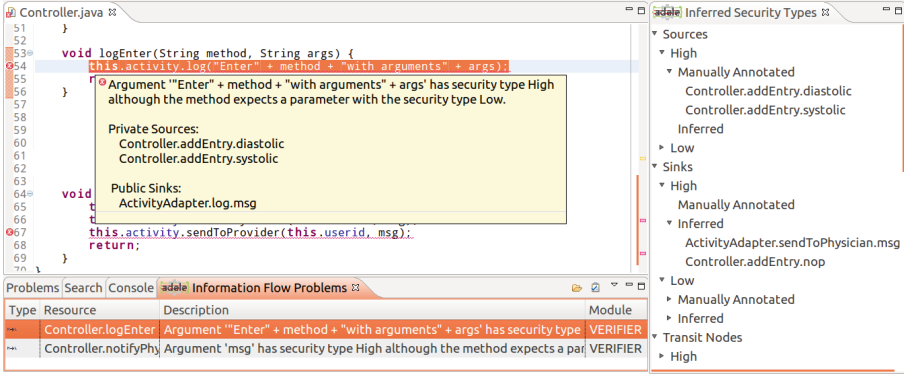 Controller.java
51 }
52
53 void logEnter(String method, String args) {
54 this.activity.log("Enter" + method + "with arguments" + args);
55 r
56 }
57
58
59
60
61
62
63
64 void
65 t
66 t
67 this.activity.sendToProvider(this.userid, msg);
68 return;
69 }
70 }
Argument '"Enter" + method + "with arguments" + args' has security type High
although the method expects a parameter with the security type Low.
Private Sources:
Controller.addEntry.diastolic
Controller.addEntry.systolic
Public Sinks:
ActivityAdapter.log.msg
adele Inferred Security Types
Sources
High
Manually Annotated
Controller.addEntry.diastolic
Controller.addEntry.systolic
Inferred
Low
Sinks
High
Manually Annotated
Inferred
ActivityAdapter.sendToPhysician.msg
Controller.addEntry.nop
Low
Manually Annotated
Inferred
Transit Nodes
High
Problems Search Console adele Information Flow Problems
Type Resource Description Module
Controller.logEnter Argument '"Enter" + method + "with arguments" + args' has security type VERIFIER
Controller.notifyPhy Argument 'msg' has security type High although the method expects a par VERIFIER